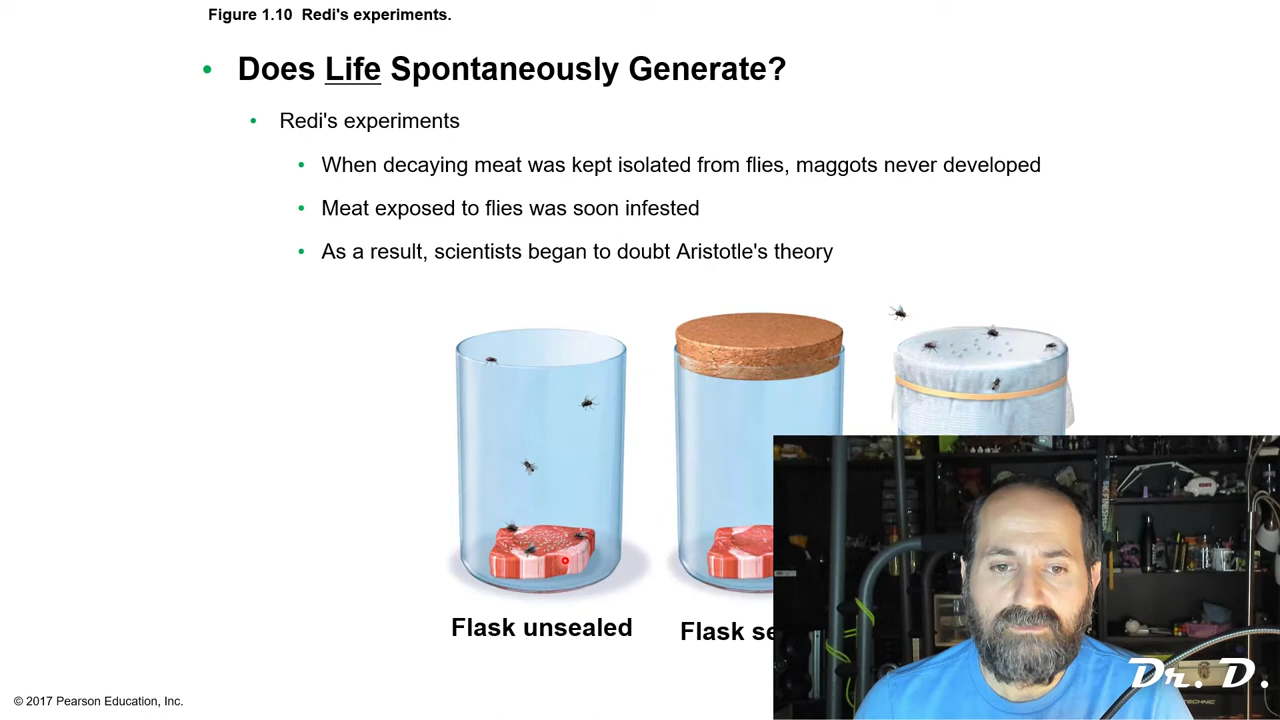 Figure 1.10 Redi's experiments.
• Does Life Spontaneously Generate?
• Redi's experiments
• When decaying meat was kept isolated from flies, maggots never developed
• Meat exposed to flies was soon infested
• As a result, scientists began to doubt Aristotle's theory
Flask unsealed
Flask se
Dr. D.
© 2017 Pearson Education, Inc.